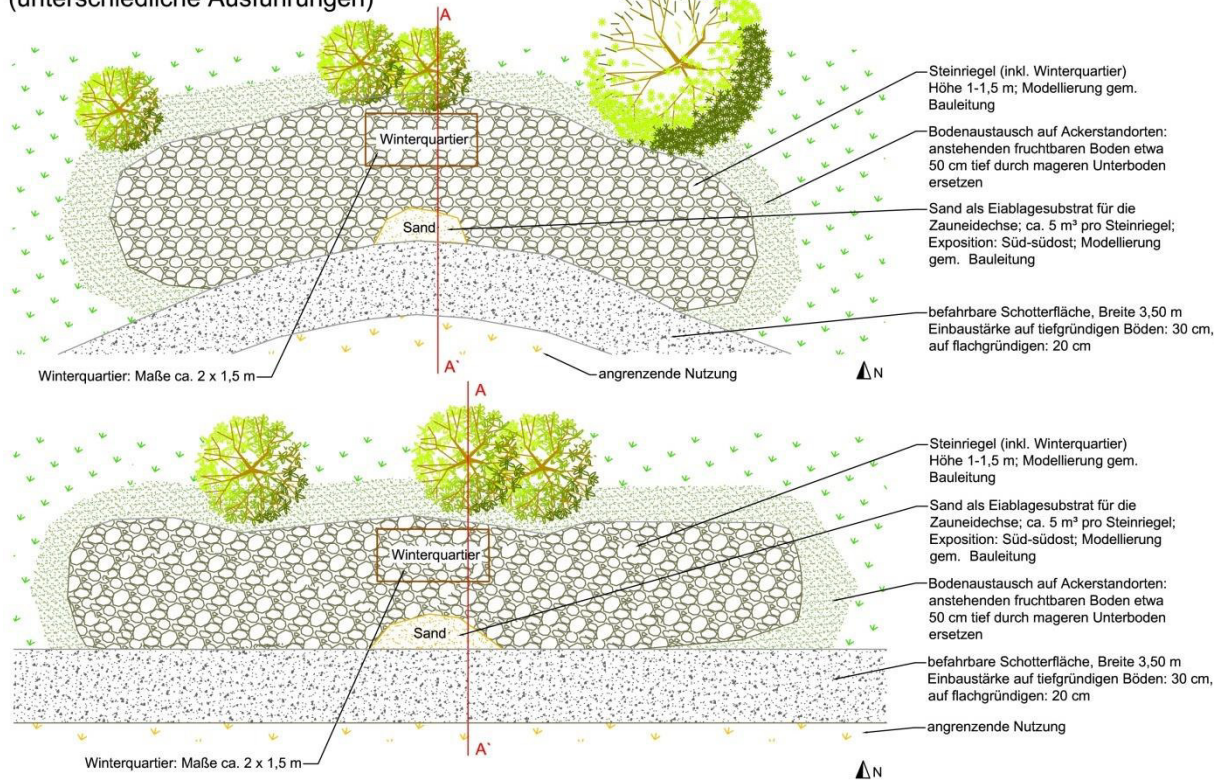 (unterschiedliche Ausführungen)
A
Winterquartier
Sand
Steinriegel (inkl. Winterquartier)
Höhe 1-1,5 m; Modellierung gem.
Bauleitung
Bodenaustausch auf Ackerstandorten:
anstehenden fruchtbaren Boden etwa
50 cm tief durch mageren Unterboden
ersetzen
Sand als Eiablagesubstrat für die
Zauneidechse; ca. 5 m³ pro Steinriegel;
Exposition: Süd-südost; Modellierung
gem. Bauleitung
befahrbare Schotterfläche, Breite 3,50 m
Einbaustärke auf tiefgründigen Böden: 30 cm,
auf flachgründigen: 20 cm
Winterquartier: Maße ca. 2 x 1,5 m
A`
angrenzende Nutzung
N
A
Winterquartier
Sand
Steinriegel (inkl. Winterquartier)
Höhe 1-1,5 m; Modellierung gem.
Bauleitung
Sand als Eiablagesubstrat für die
Zauneidechse; ca. 5 m³ pro Steinriegel;
Exposition: Süd-südost; Modellierung
gem. Bauleitung
Bodenaustausch auf Ackerstandorten:
anstehenden fruchtbaren Boden etwa
50 cm tief durch mageren Unterboden
ersetzen
befahrbare Schotterfläche, Breite 3,50 m
Einbaustärke auf tiefgründigen Böden: 30 cm,
auf flachgründigen: 20 cm
angrenzende Nutzung
A`
Winterquartier: Maße ca. 2 x 1,5 m
N